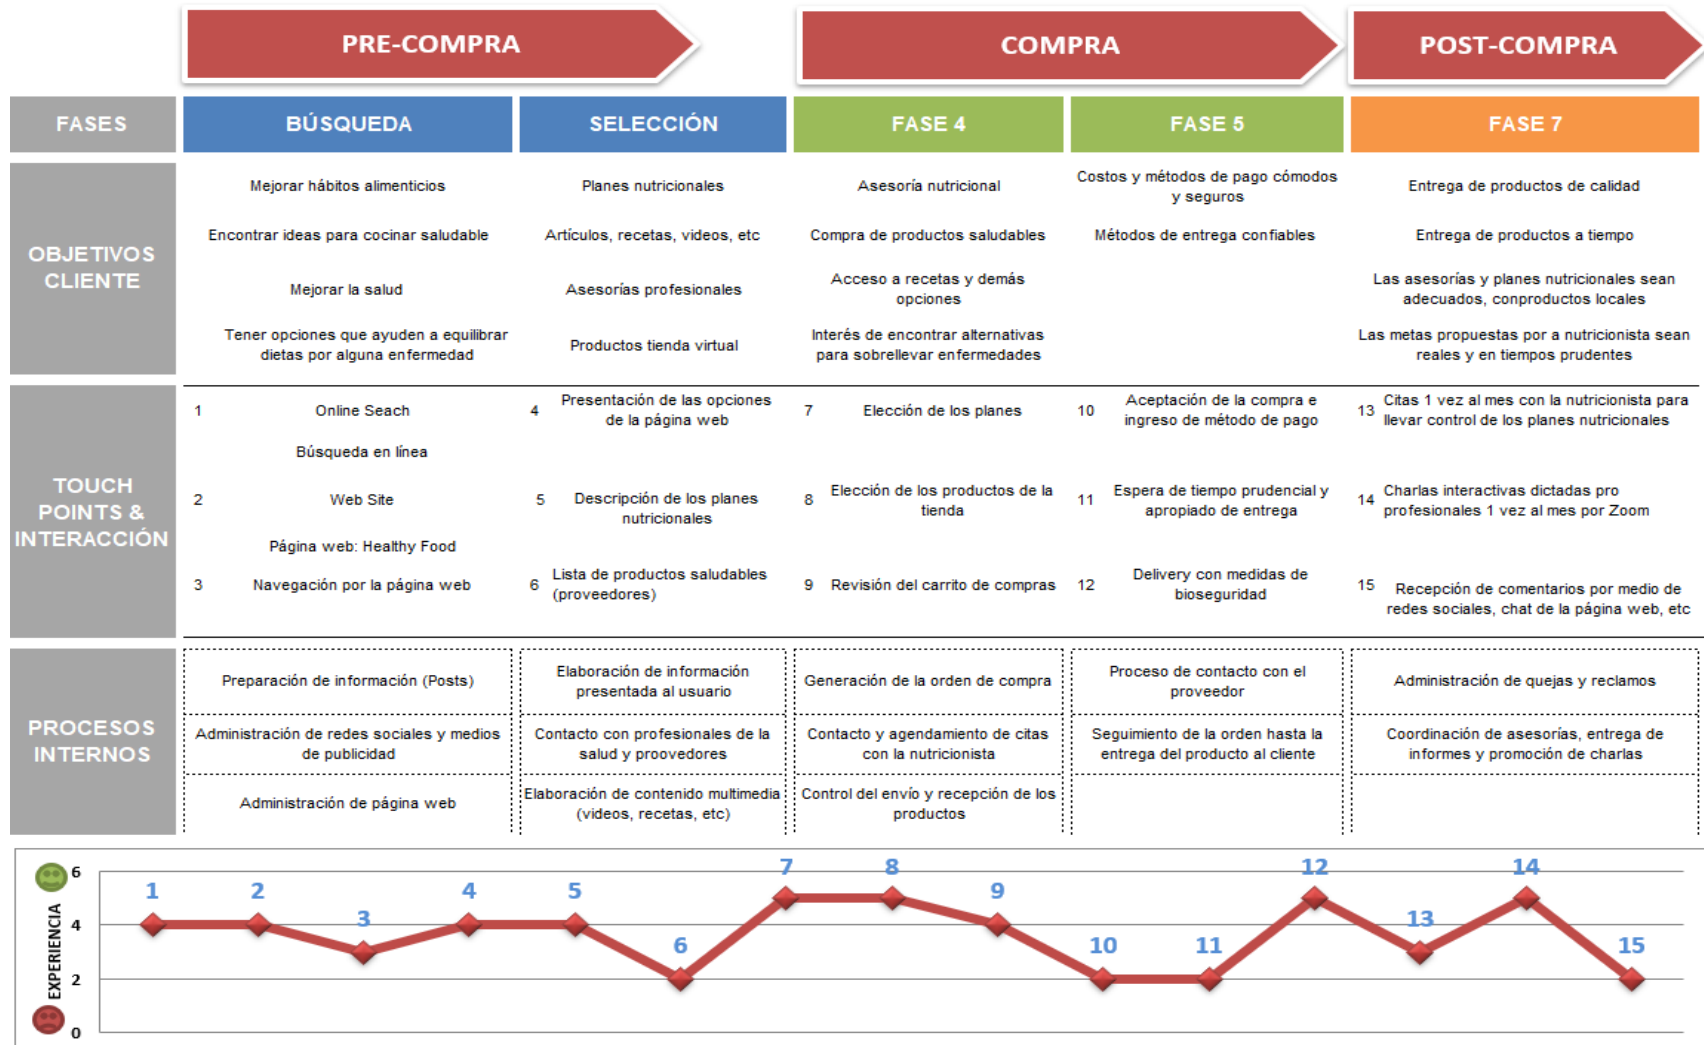 PRE-COMPRA
COMPRA
POST-COMPRA
FASES
BÚSQUEDA
SELECCIÓN
FASE 4
FASE 5
FASE 7
OBJETIVOS
CLIENTE
Mejorar hábitos alimenticios
Encontrar ideas para cocinar saludable
Mejorar la salud
Tener opciones que ayuden a equilibrar
dietas por alguna enfermedad
Planes nutricionales
Artículos, recetas, videos, etc
Asesorías profesionales
Productos tienda virtual
Asesoría nutricional
Compra de productos saludables
Acceso a recetas y demás
opciones
Interés de encontrar alternativas
para sobrellevar enfermedades
Costos y métodos de pago cómodos
y seguros
Métodos de entrega confiables
Entrega de productos de calidad
Entrega de productos a tiempo
Las asesorías y planes nutricionales sean
adecuados, conproductos locales
Las metas propuestas por a nutricionista sean
reales y en tiempos prudentes
TOUCH
POINTS &
INTERACCIÓN
1 Online Seach
Búsqueda en línea
2 Web Site
Página web: Healthy Food
3 Navegación por la página web
4 Presentación de las opciones
de la página web
5 Descripción de los planes
nutricionales
6 Lista de productos saludables
(proveedores)
7 Elección de los planes
8 Elección de los productos de la
tienda
9 Revisión del carrito de compras
10 Aceptación de la compra e
ingreso de método de pago
11 Espera de tiempo prudencial y
apropiado de entrega
12 Delivery con medidas de
bioseguridad
13 Citas 1 vez al mes con la nutricionista para
llevar control de los planes nutricionales
14 Charlas interactivas dictadas pro
profesionales 1 vez al mes por Zoom
15 Recepción de comentarios por medio de
redes sociales, chat de la página web, etc
PROCESOS
INTERNOS
Preparación de información (Posts)
Administración de redes sociales y medios
de publicidad
Administración de página web
Elaboración de información
presentada al usuario
Contacto con profesionales de la
salud y proovedores
Elaboración de contenido multimedia
(videos, recetas, etc)
Generación de la orden de compra
Contacto y agendamiento de citas
con la nutricionista
Control del envío y recepción de los
productos
Proceso de contacto con el
proveedor
Seguimiento de la orden hasta la
entrega del producto al cliente
Administración de quejas y reclamos
Coordinación de asesorías, entrega de
informes y promoción de charlas
EXPERIENCIA
6
4
2
0
1
2
3
4
5
6
7
8
9
10
11
12
13
14
15